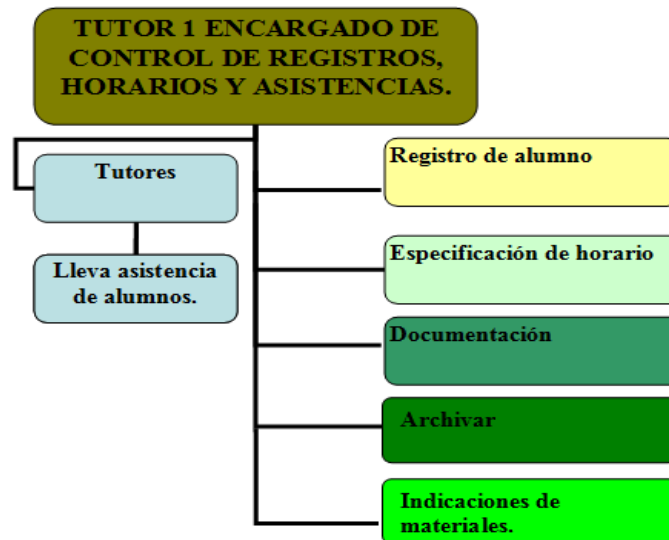 TUTOR 1 ENCARGADO DE
CONTROL DE REGISTROS,
HORARIOS Y ASISTENCIAS.
Tutores
Lleva asistencia
de alumnos.
Registro de alumno
Especificación de horario
Documentación
Archivar
Indicaciones de
materiales.